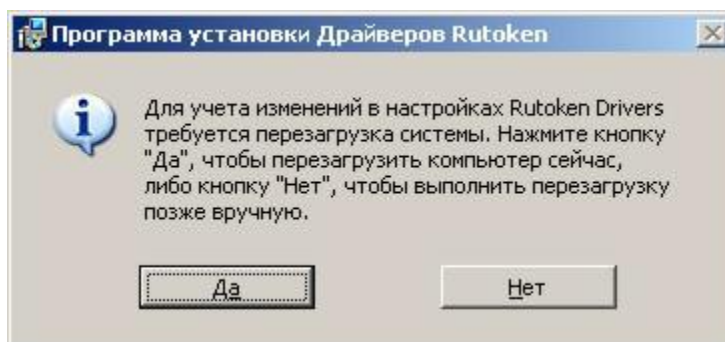 Программа установки Драйверов Rutoken
Для учета изменений в настройках Rutoken Drivers
требуется перезагрузка системы. Нажмите кнопку
"Да", чтобы перезагрузить компьютер сейчас,
либо кнопку "Нет", чтобы выполнить перезагрузку
позже вручную.
Да
Нет